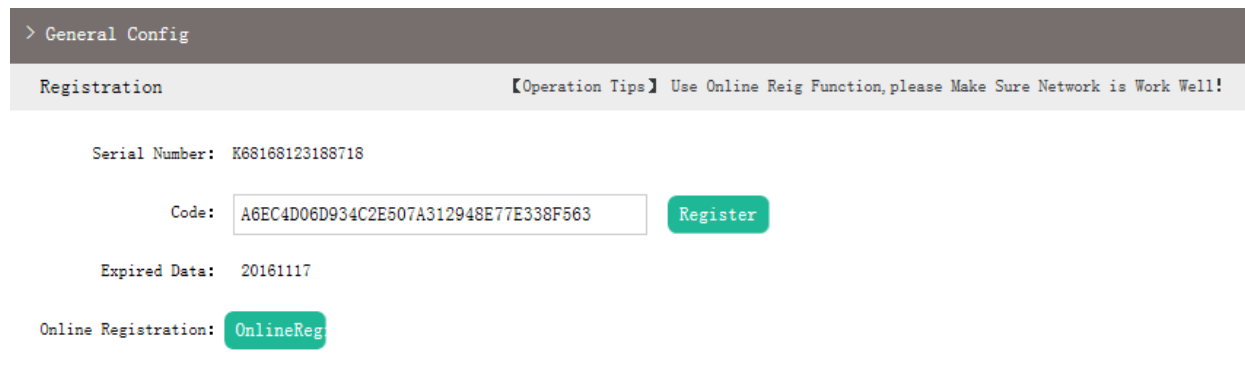 > General Config
Registration 【Operation Tips】 Use Online Reig Function,please Make Sure Network is Work Well!
Serial Number: K68168123188718
Code: A6EC4D06D934C2E507A312948E77E338F563 Register
Expired Data: 20161117
Online Registration: OnlineReg